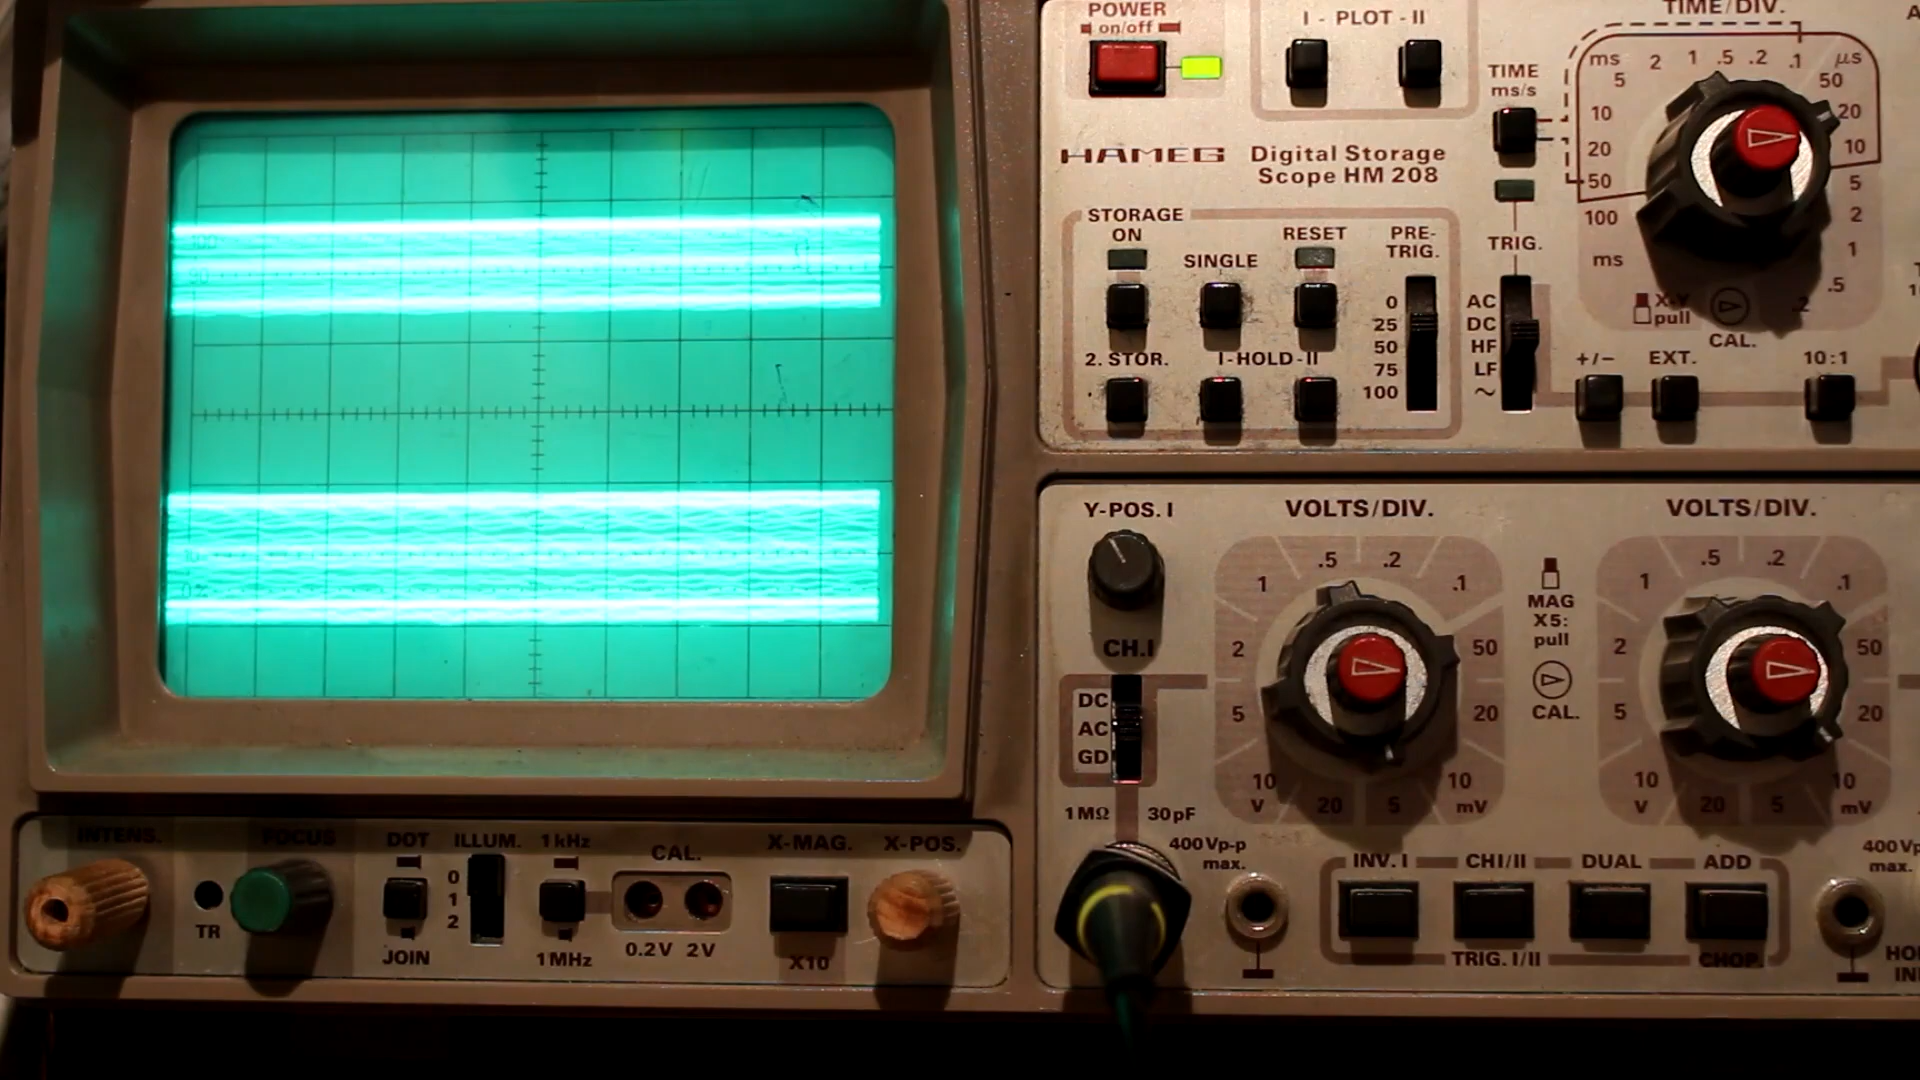 POWER
on/off
I - PLOT - II
TIME/DIV.
TIME
ms/s
ms 5 2 1 .5 .2 .1 μs
50
20
10
5
2
1
.5
.2
10
20
50
100
ms
HAMEG Digital Storage
Scope HM 208
STORAGE
ON
SINGLE
RESET
PRE-
TRIG.
0
25
50
75
100
2. STOR.
I-HOLD-II
TRIG.
AC
DC
HF
LF
~
X-Y
pull
CAL.
+/−
EXT.
10:1
Y-POS. I
VOLTS/DIV.
VOLTS/DIV.
CH.I
DC
AC
GD
1MΩ
30pF
400Vp-p
max.
.5 .2
1 .1
2 50
5 20
10 10
V 20 5 mV
MAG
X5:
pull
CAL.
.5 .2
1 .1
2 50
5 20
10 10
V 20 5 mV
400Vp
max.
INV. I
CHI/II
DUAL
ADD
TRIG. I/II
CHOP.
INTENS.
TR
FOCUS
DOT
JOIN
ILLUM.
0
1
2
1kHz
1MHz
CAL.
0.2V 2V
X-MAG.
X10
X-POS.